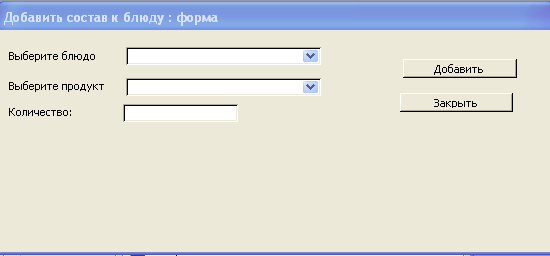 Добавить состав к блюду : форма
Выберите блюдо
Добавить
Выберите продукт
Закрыть
Количество: